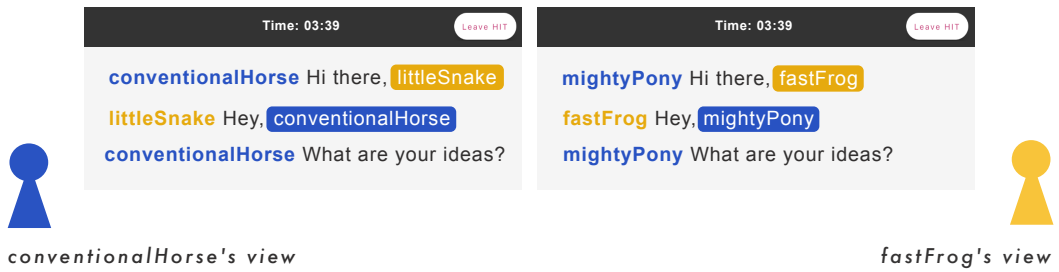 Time: 03:39
Leave HIT
conventionalHorse Hi there, littleSnake
littleSnake Hey, conventionalHorse
conventionalHorse What are your ideas?
conventionalHorse's view
Time: 03:39
Leave HIT
mightyPony Hi there, fastFrog
fastFrog Hey, mightyPony
mightyPony What are your ideas?
fastFrog's view